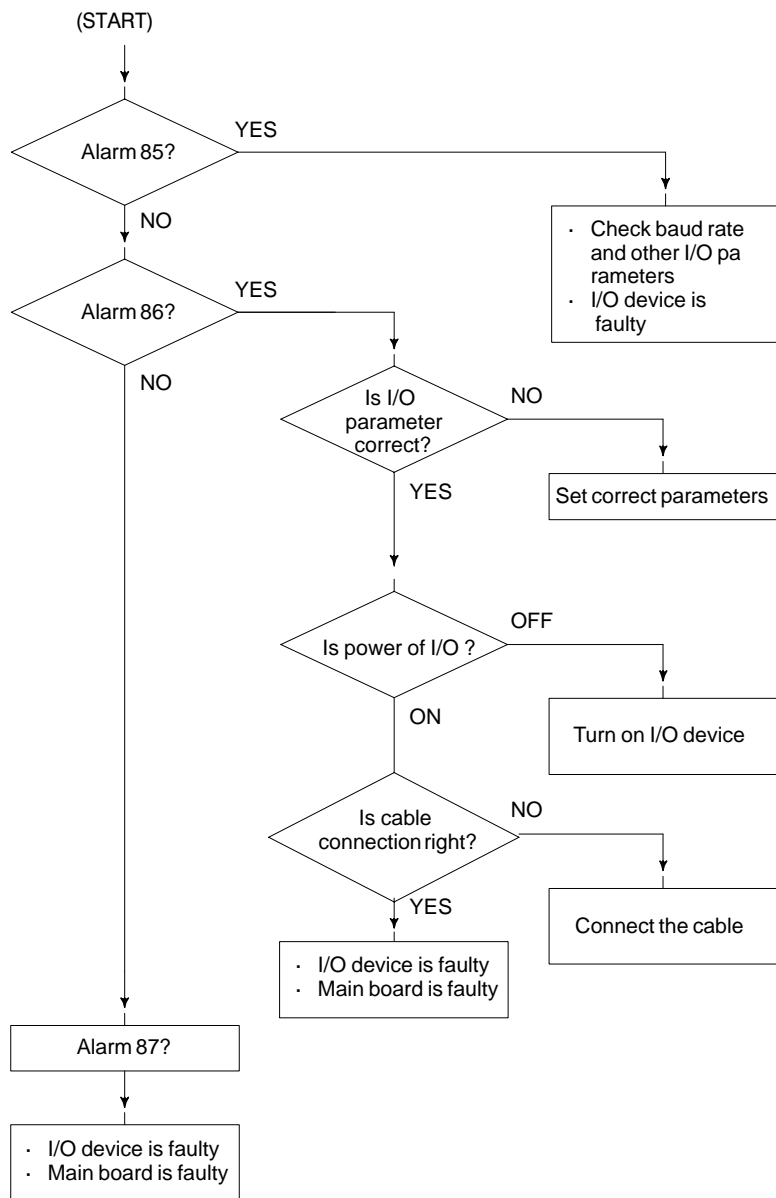 (START)
Alarm 85?
YES
NO
· Check baud rate
and other I/O pa
rameters
· I/O device is
faulty
Alarm 86?
YES
NO
Is I/O
parameter
correct?
NO
YES
Set correct parameters
Is power of I/O ?
OFF
ON
Turn on I/O device
Is cable
connection right?
NO
YES
Connect the cable
· I/O device is faulty
· Main board is faulty
Alarm 87?
· I/O device is faulty
· Main board is faulty